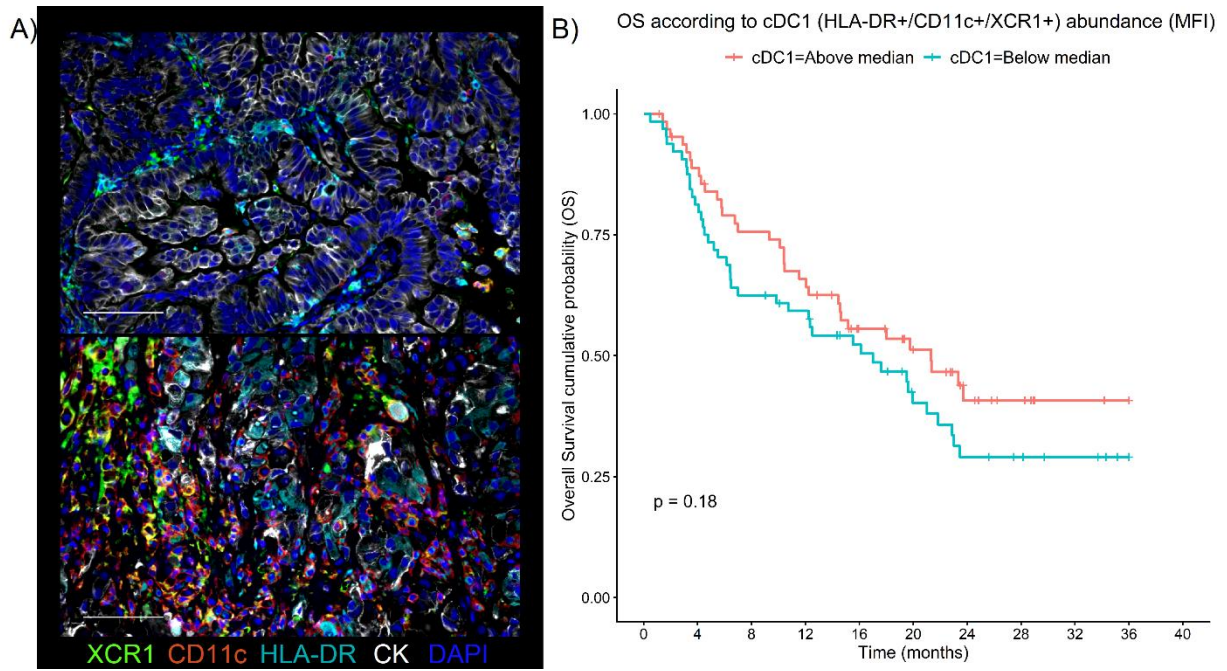 A)
XCR1 CD11c HLA-DR CK DAPI
B)
OS according to cDC1 (HLA-DR+/CD11c+/XCR1+) abundance (MFI)
cDC1=Above median cDC1=Below median
Overall Survival cumulative probability (OS)
1.00
0.75
0.50
0.25
0.00
p = 0.18
0 4 8 12 16 20 24 28 32 36 40
Time (months)